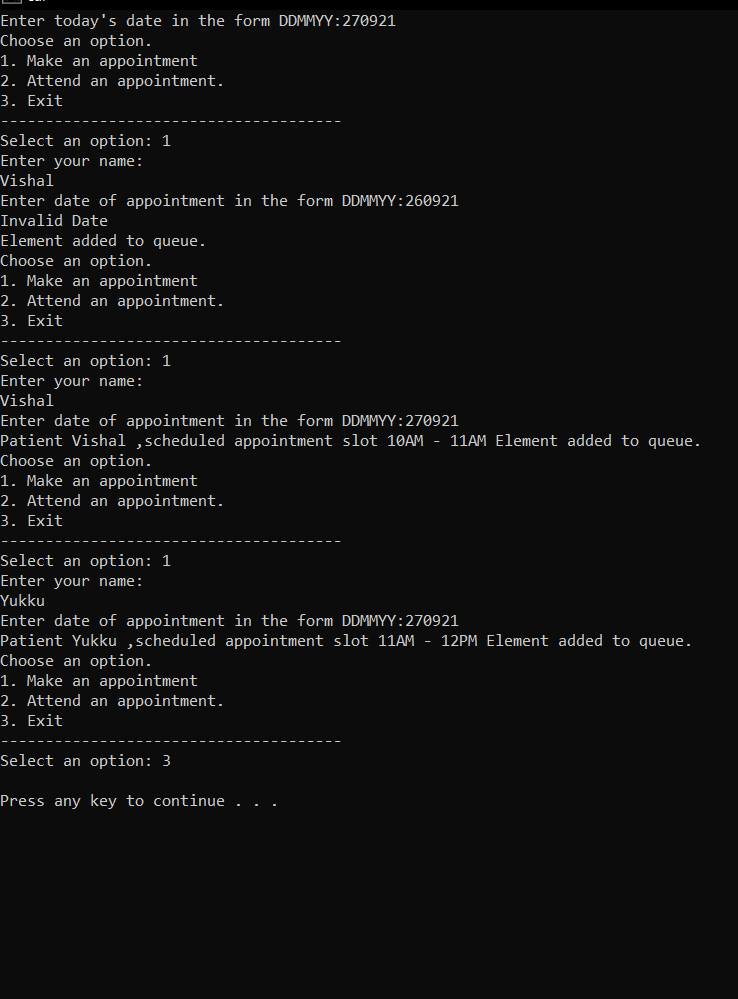 Enter today's date in the form DDMMYY:270921
Choose an option.
1. Make an appointment
2. Attend an appointment.
3. Exit
--------------------------------------
Select an option: 1
Enter your name:
Vishal
Enter date of appointment in the form DDMMYY:260921
Invalid Date
Element added to queue.
Choose an option.
1. Make an appointment
2. Attend an appointment.
3. Exit
--------------------------------------
Select an option: 1
Enter your name:
Vishal
Enter date of appointment in the form DDMMYY:270921
Patient Vishal ,scheduled appointment slot 10AM - 11AM Element added to queue.
Choose an option.
1. Make an appointment
2. Attend an appointment.
3. Exit
--------------------------------------
Select an option: 1
Enter your name:
Yukku
Enter date of appointment in the form DDMMYY:270921
Patient Yukku ,scheduled appointment slot 11AM - 12PM Element added to queue.
Choose an option.
1. Make an appointment
2. Attend an appointment.
3. Exit
--------------------------------------
Select an option: 3
Press any key to continue . . .